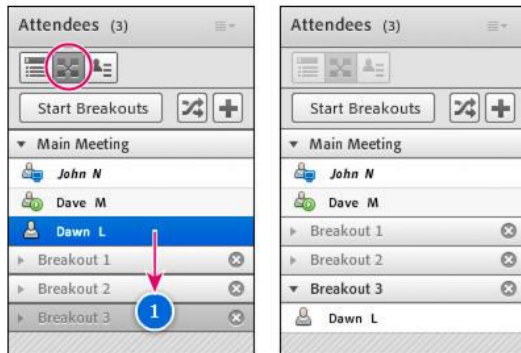 Attendees (3)
Start Breakouts
Main Meeting
John N
Dave M
Dawn L
Breakout 1
Breakout 2
Breakout 3
1
Attendees (3)
Start Breakouts
Main Meeting
John N
Dave M
Breakout 1
Breakout 2
Breakout 3
Dawn L